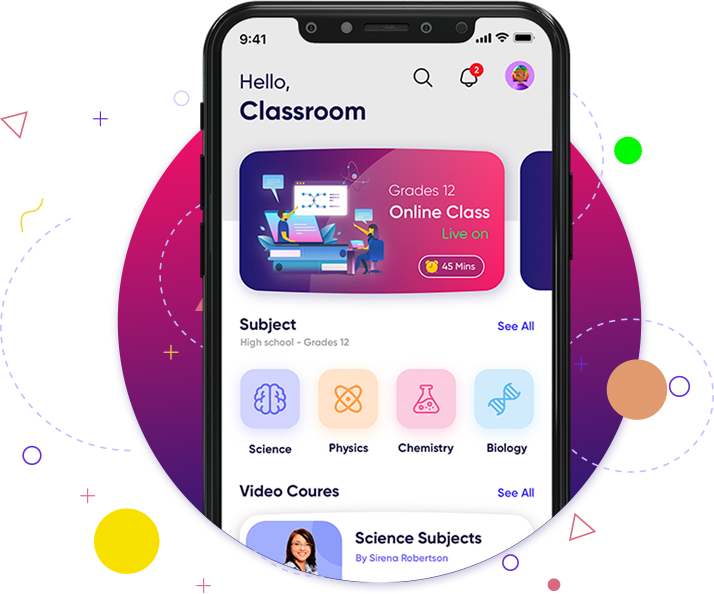 9:41
2
Hello,
Classroom
Grades 12
Online Class
Live on
45 Mins
Subject
See All
High school - Grades 12
Science
Physics
Chemistry
Biology
Video Coures
See All
Science Subjects
By Sirena Robertson